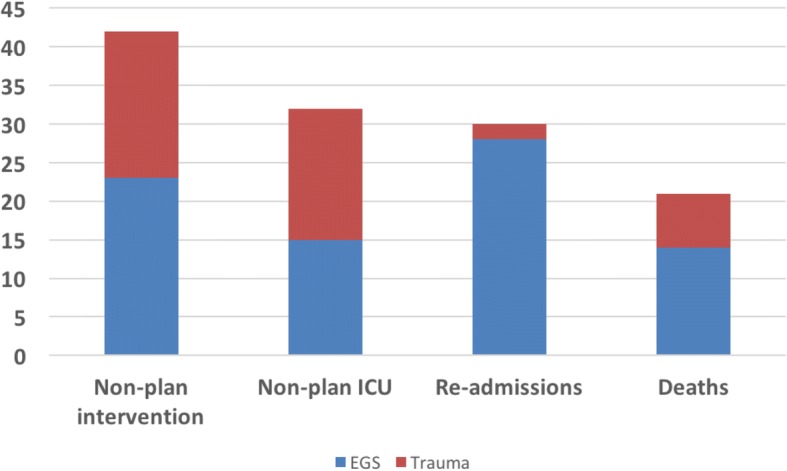 45
40
35
30
25
20
15
10
5
0
Non-plan intervention
Non-plan ICU
Re-admissions
Deaths
EGS Trauma